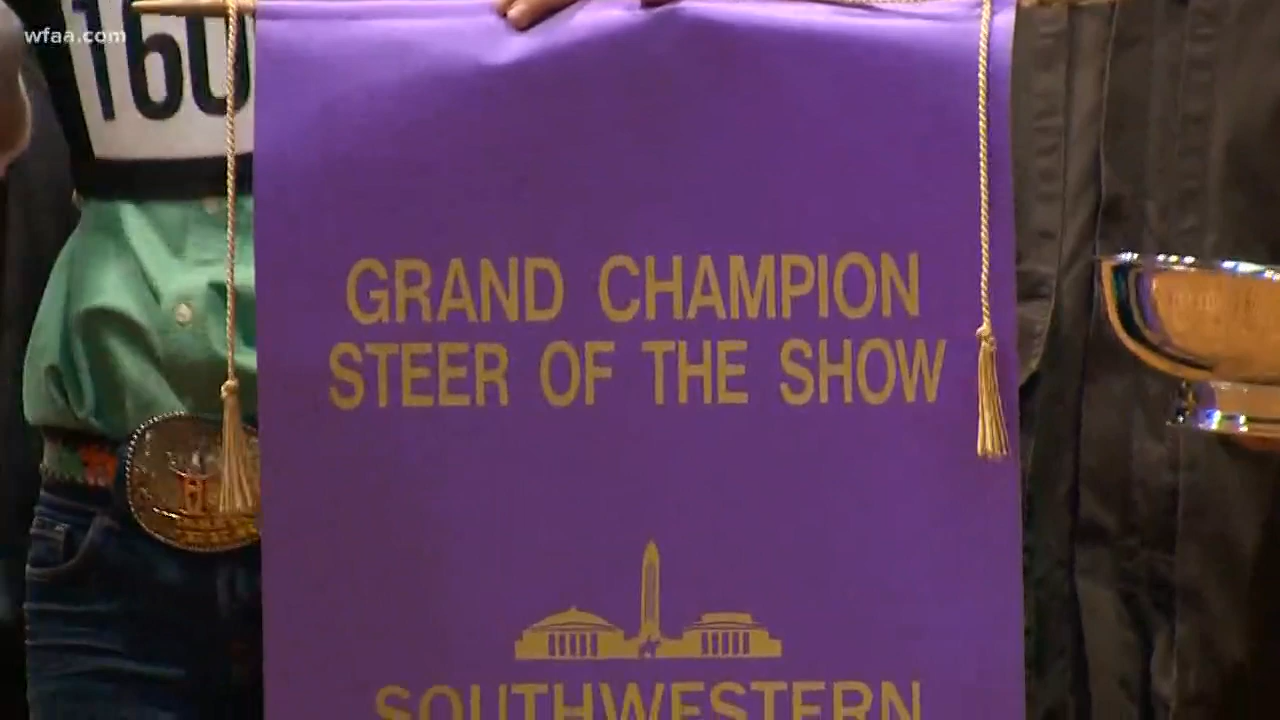 wfaa.com
160
GRAND CHAMPION
STEER OF THE SHOW
SOUTHWESTERN